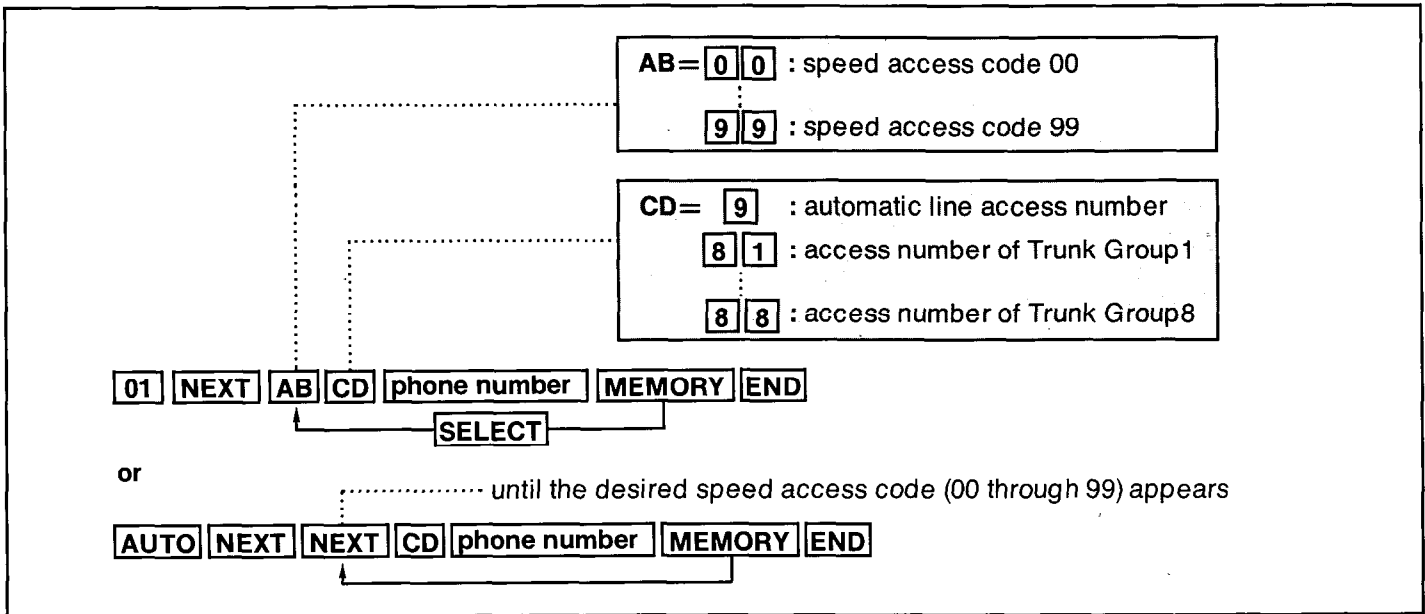 AB= 0 0 : speed access code 00
9 9 : speed access code 99
CD= 9 : automatic line access number
8 1 : access number of Trunk Group1
8 8 : access number of Trunk Group8
01 NEXT AB CD phone number MEMORY END
SELECT
or
until the desired speed access code (00 through 99) appears
AUTO NEXT NEXT CD phone number MEMORY END